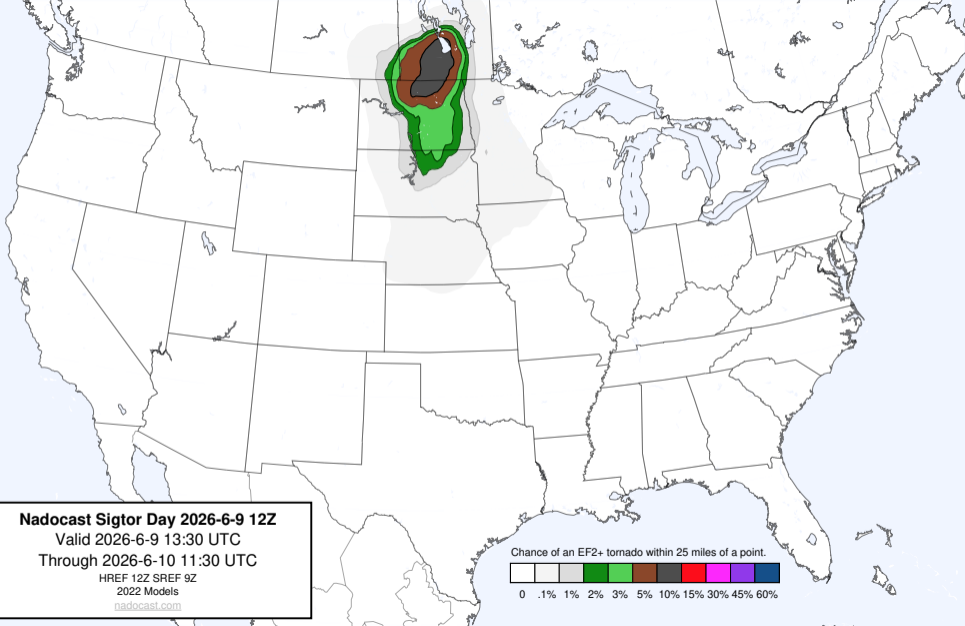 Nadocast Sigtor Day 2026-6-9 12Z
Valid 2026-6-9 13:30 UTC
Through 2026-6-10 11:30 UTC
HREF 12Z SREF 9Z
2022 Models
nadocast.com
Chance of an EF2+ tornado within 25 miles of a point.
0 .1% 1% 2% 3% 5% 10% 15% 30% 45% 60%